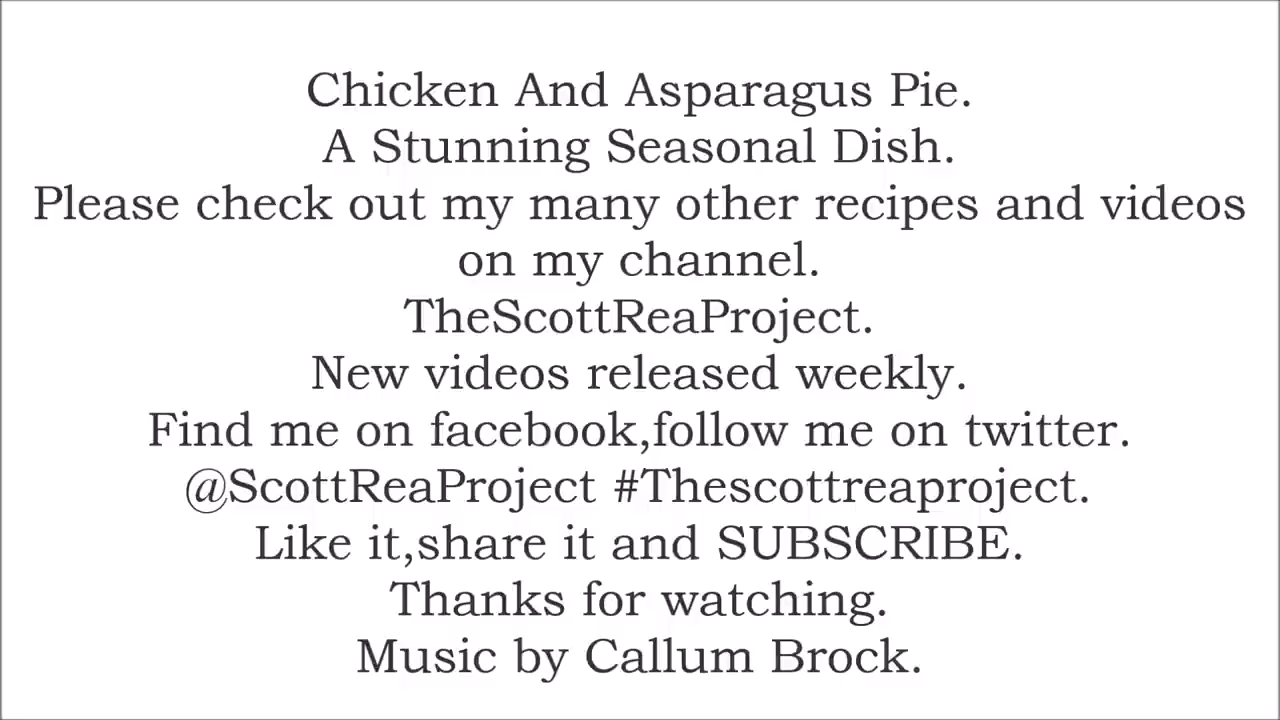 Chicken And Asparagus Pie.
A Stunning Seasonal Dish.
Please check out my many other recipes and videos
on my channel.
TheScottReaProject.
New videos released weekly.
Find me on facebook,follow me on twitter.
@ScottReaProject #Thescottreaproject.
Like it,share it and SUBSCRIBE.
Thanks for watching.
Music by Callum Brock.